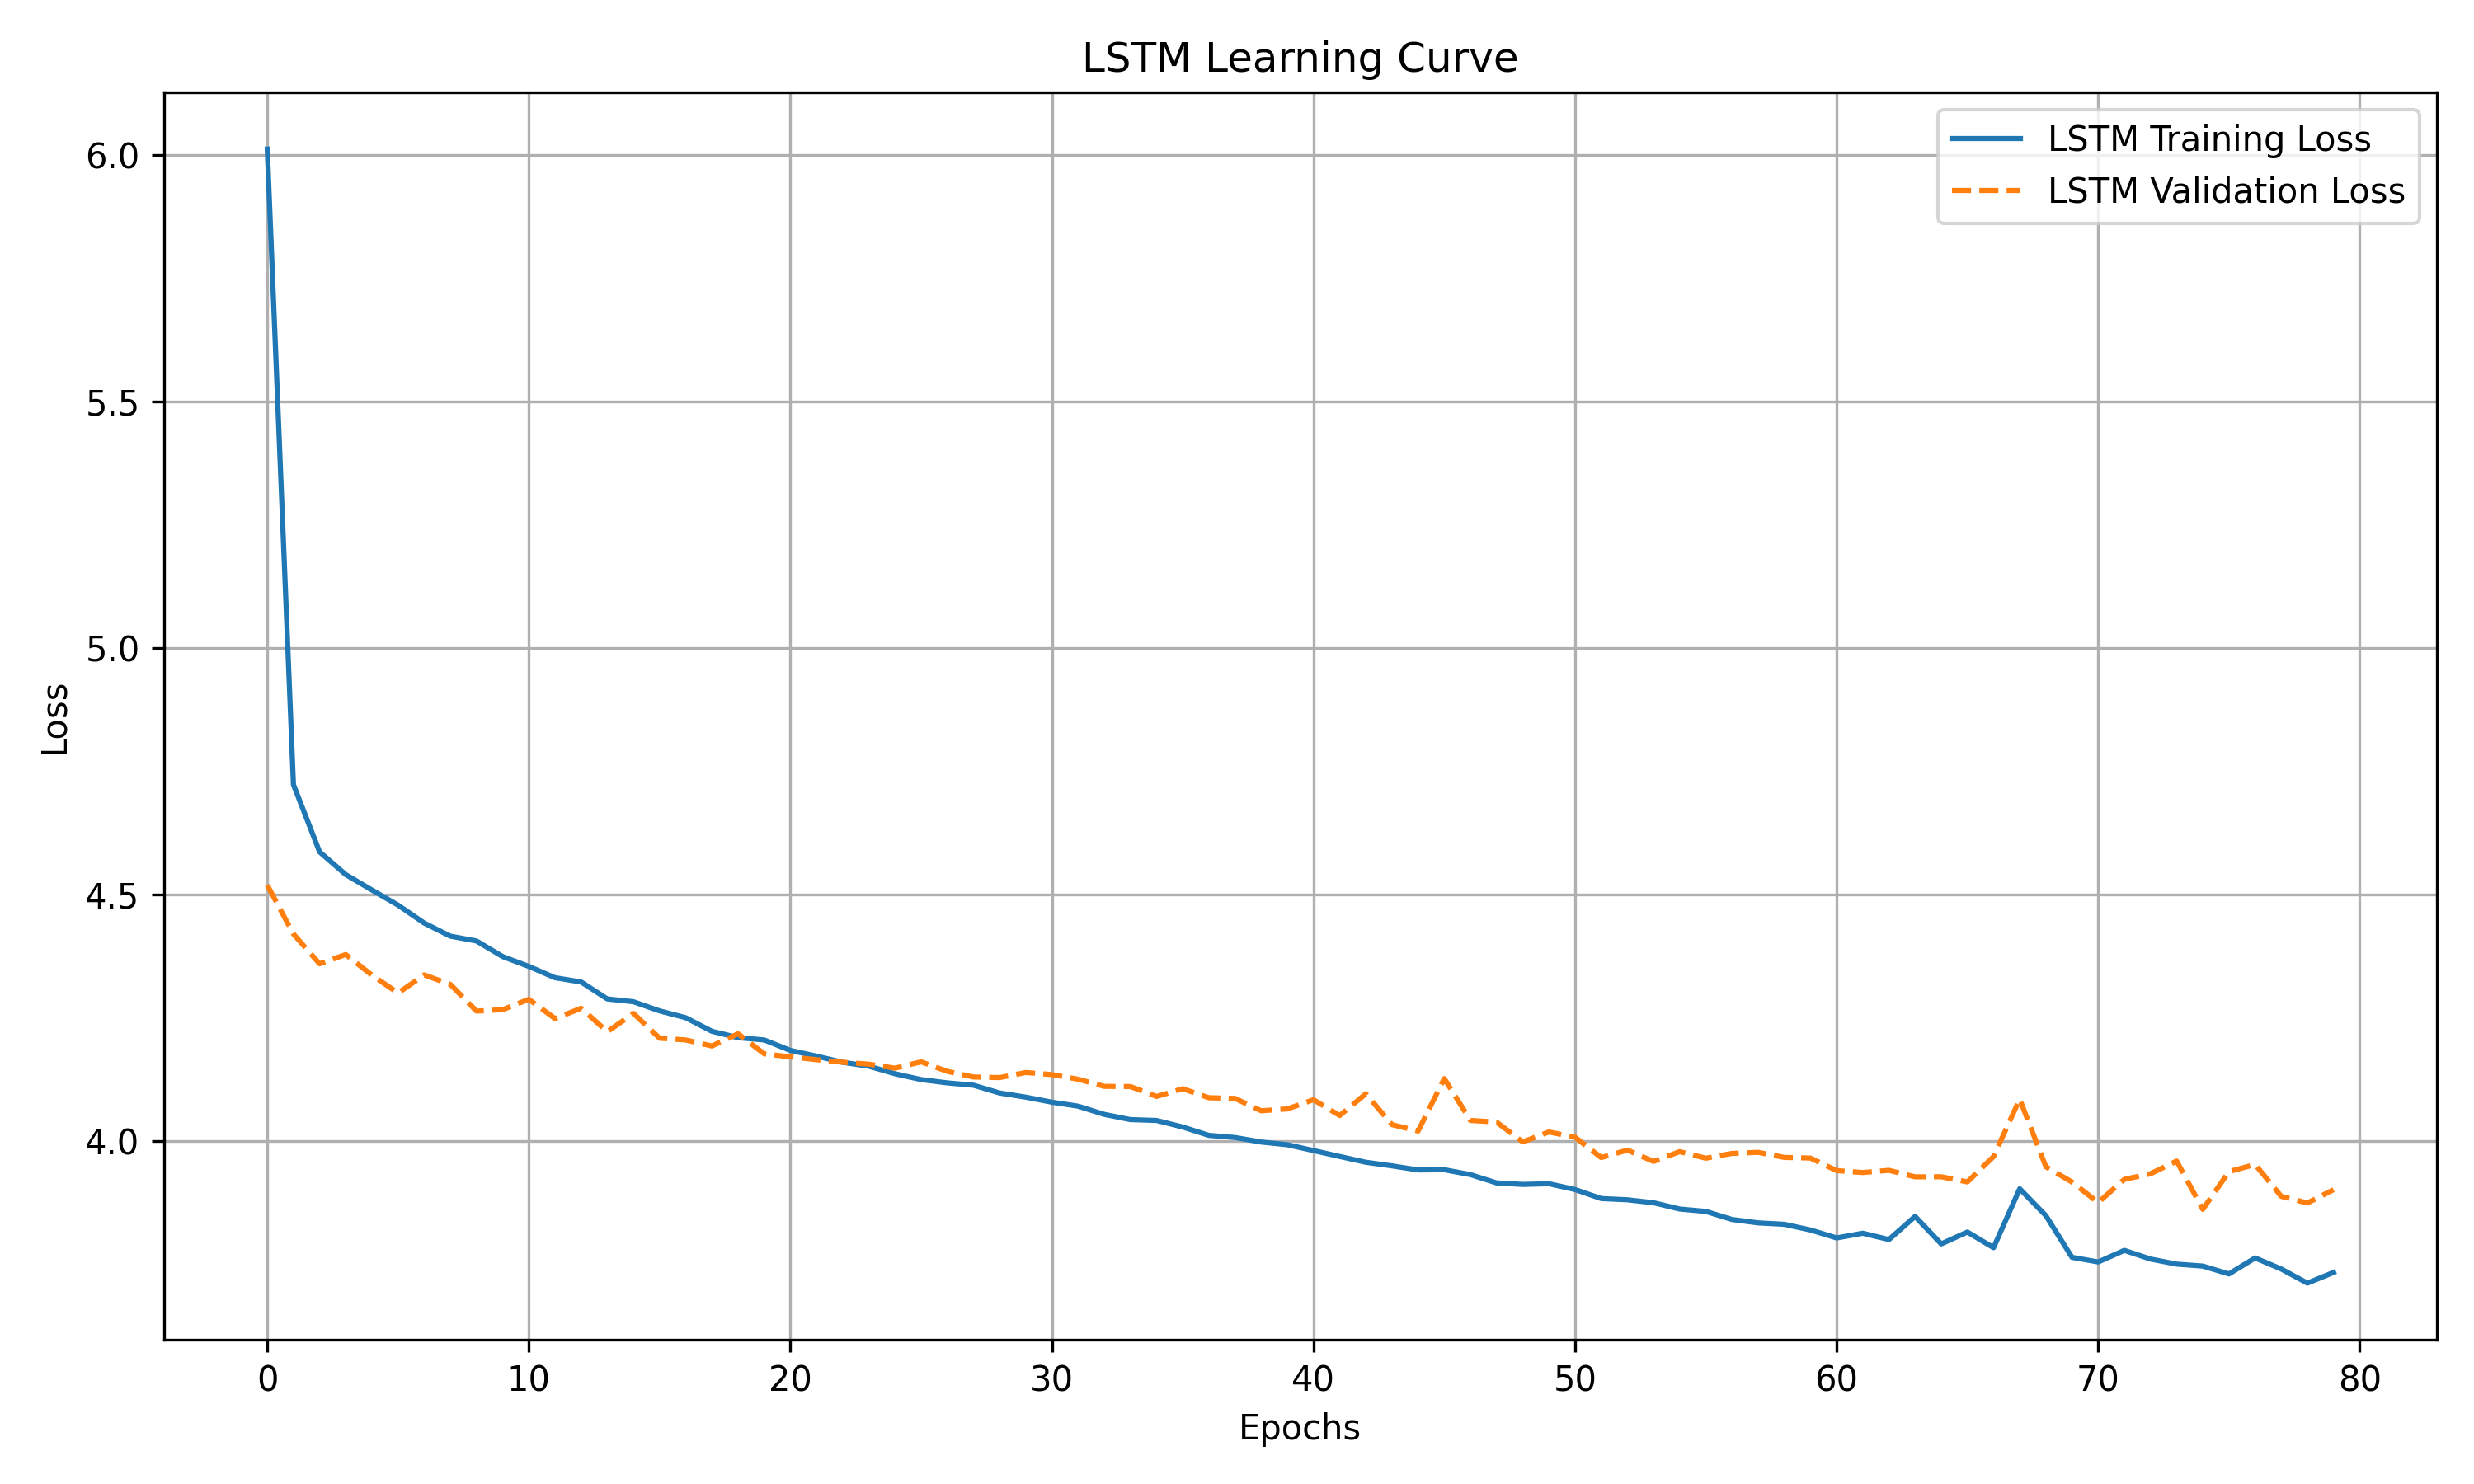 LSTM Learning Curve
LSTM Training Loss
LSTM Validation Loss
6.0
5.5
5.0
4.5
4.0
Loss
0 10 20 30 40 50 60 70 80
Epochs